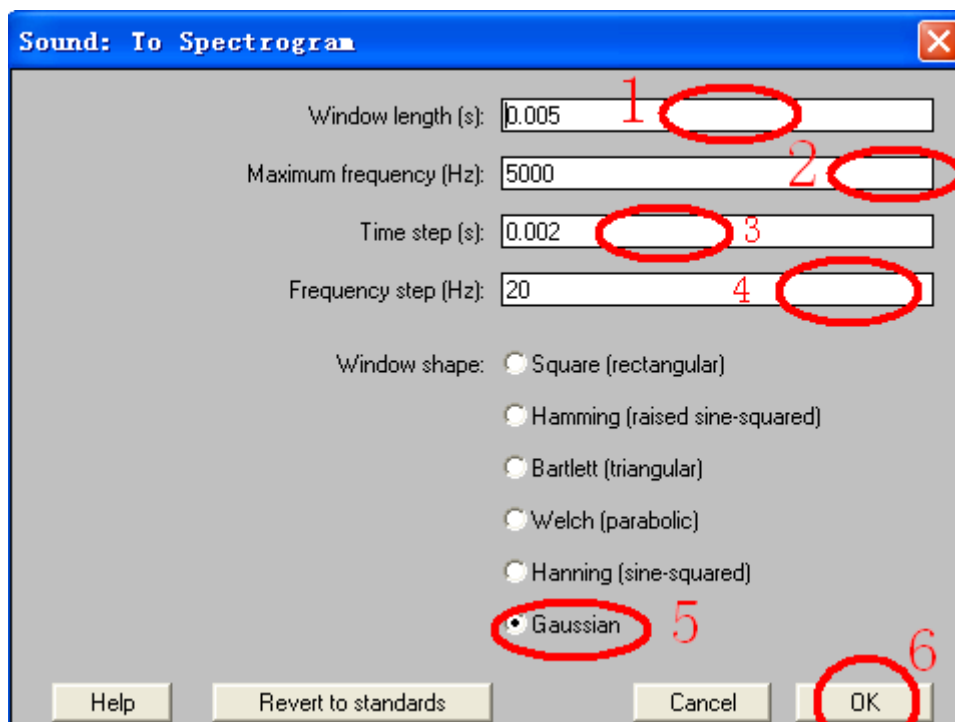 Sound: To Spectrogram
Window length (s): 0.005 1
Maximum frequency (Hz): 5000 2
Time step (s): 0.002 3
Frequency step (Hz): 20 4
Window shape: Square (rectangular)
Hamming (raised sine-squared)
Bartlett (triangular)
Welch (parabolic)
Hanning (sine-squared)
Gaussian 5
6
Help Revert to standards Cancel OK